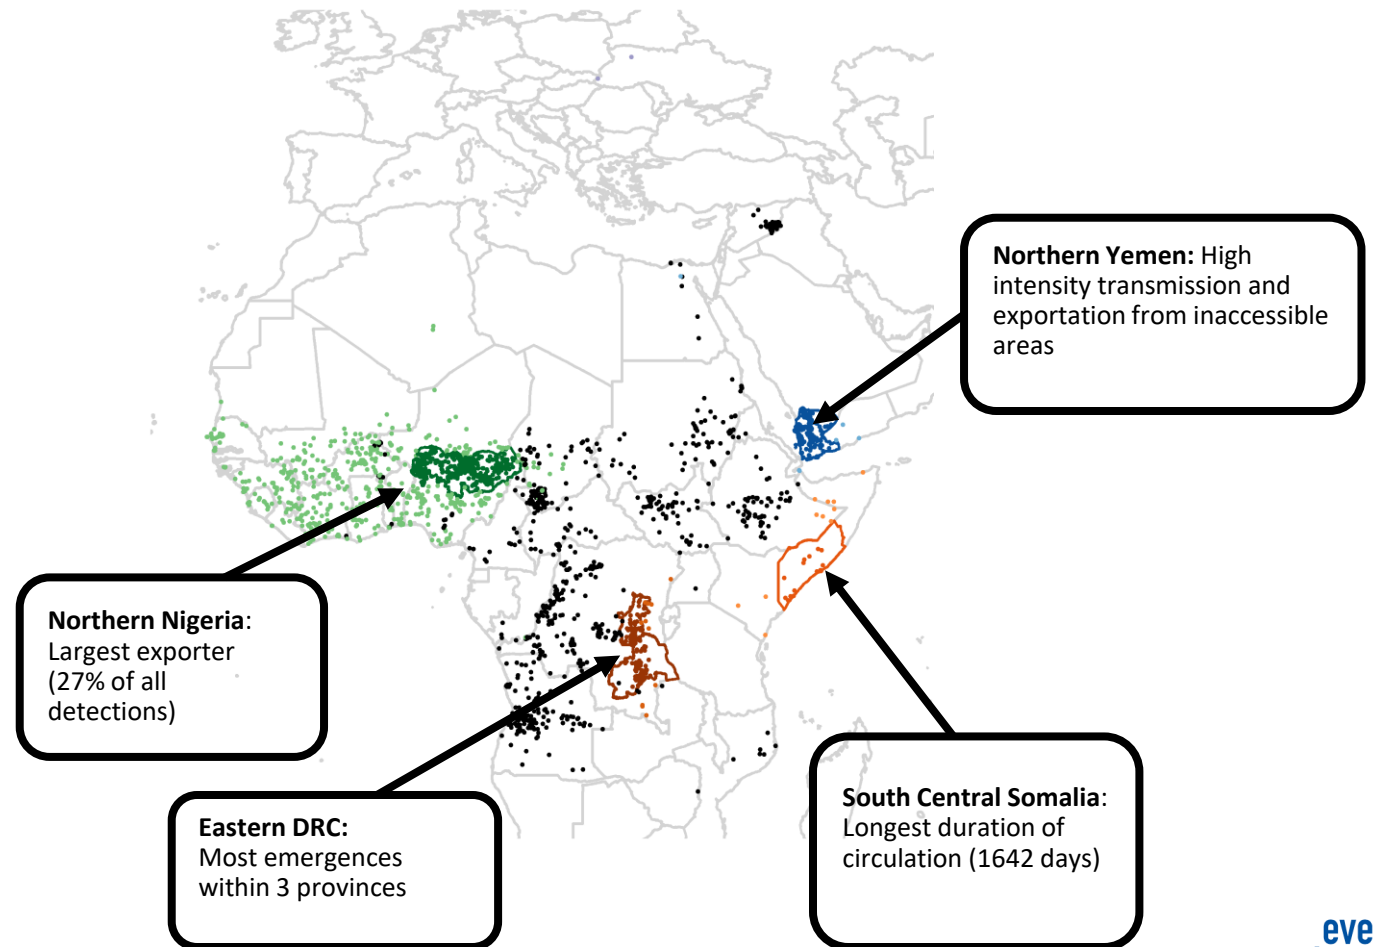 Northern Yemen: High
intensity transmission and
exportation from inaccessible
areas
Northern Nigeria:
Largest exporter
(27% of all
detections)
Eastern DRC:
Most emergences
within 3 provinces
South Central Somalia:
Longest duration of
circulation (1642 days)
eve